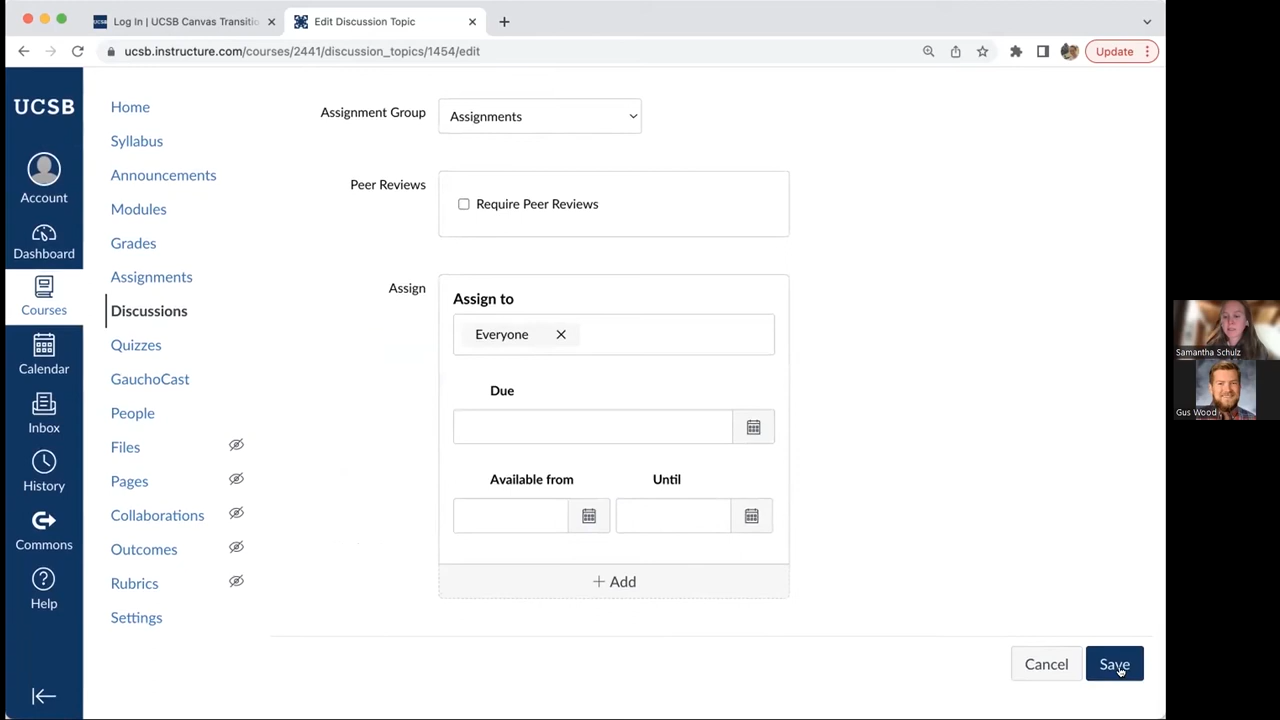 Log In | UCSB Canvas Transitio
Edit Discussion Topic
ucsb.instructure.com/courses/2441/discussion_topics/1454/edit
Update
UCSB
Account
Dashboard
Courses
Calendar
Inbox
History
Commons
Help
Home
Syllabus
Announcements
Modules
Grades
Assignments
Discussions
Quizzes
GauchoCast
People
Files
Pages
Collaborations
Outcomes
Rubrics
Settings
Assignment Group
Assignments
Peer Reviews
Require Peer Reviews
Assign
Assign to
Everyone
Due
Available from
Until
+ Add
Cancel
Save
Samantha Schulz
Gus Wood